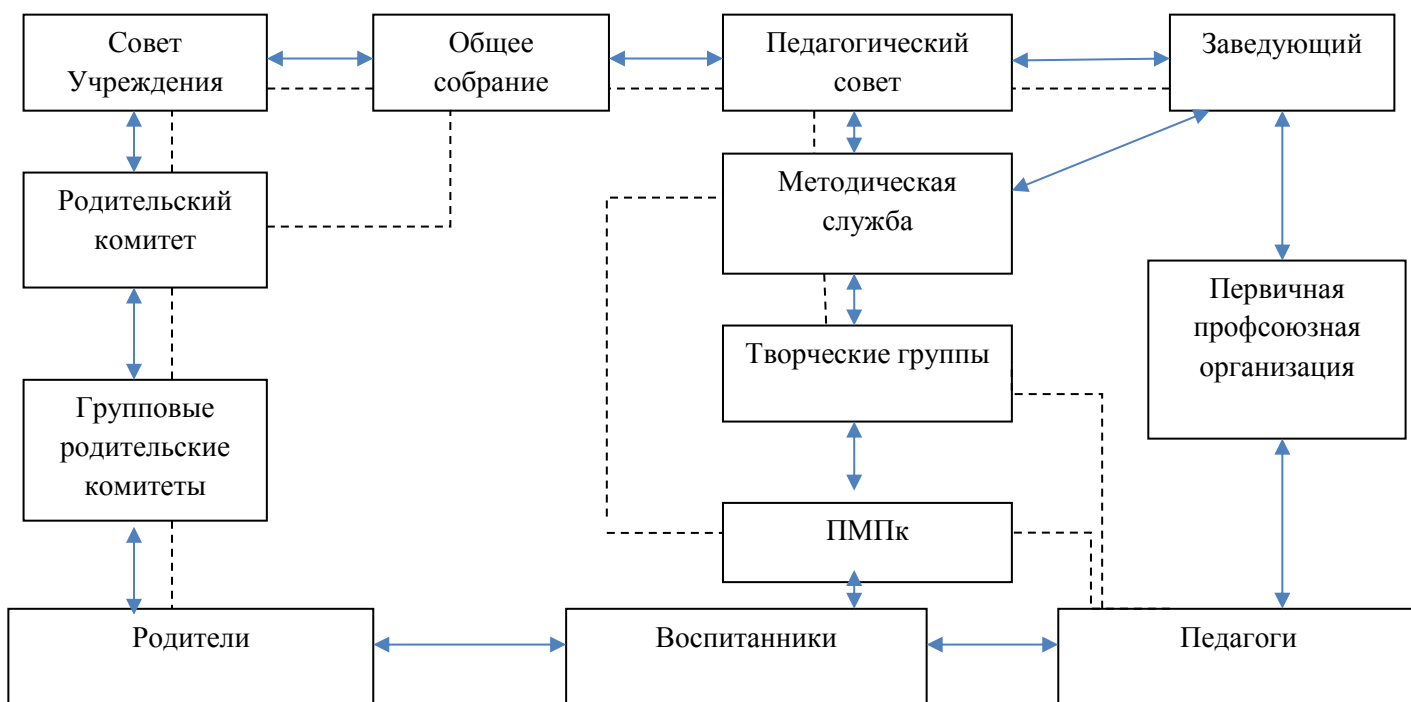 Совет
Учреждения
Общее
собрание
Педагогический
совет
Заведующий
Методическая
служба
Родительский
комитет
Первичная
профсоюзная
организация
Творческие группы
Групповые
родительские
комитеты
ПМПк
Родители
Воспитанники
Педагоги